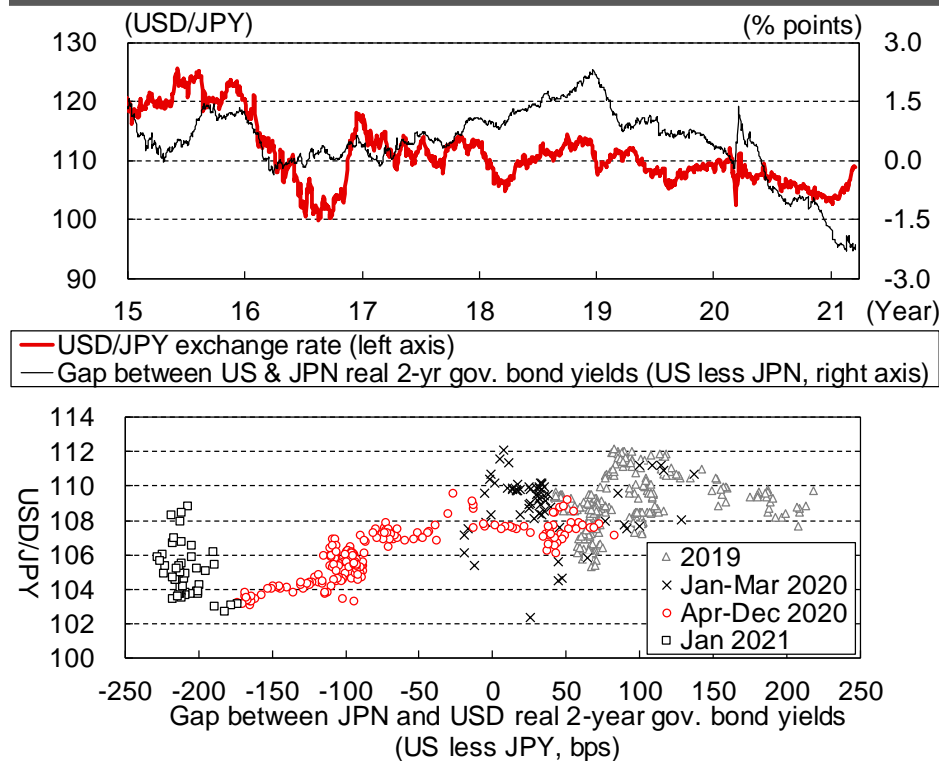 (USD/JPY)
(% points)
130
3.0
120
1.5
110
0.0
100
-1.5
90
-3.0
15 16 17 18 19 20 21 (Year)
USD/JPY exchange rate (left axis)
Gap between US & JPN real 2-yr gov. bond yields (US less JPN, right axis)
USD/JPY
114
112
110
108
106
104
102
100
2019
Jan-Mar 2020
Apr-Dec 2020
Jan 2021
-250 -200 -150 -100 -50 0 50 100 150 200 250
Gap between JPN and USD real 2-year gov. bond yields
(US less JPY, bps)